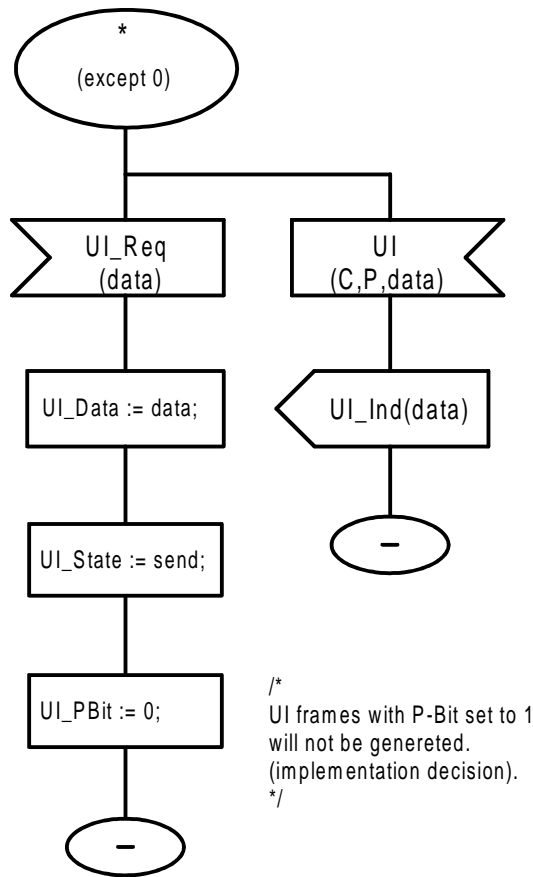 *
(except 0)
UI_Req
(data)
UI
(C,P,data)
UI_Data := data;
UI_Ind(data)
UI_State := send;
–
UI_PBit := 0;
/*
UI frames with P-Bit set to 1
will not be genereted.
(implementation decision).
*/
–